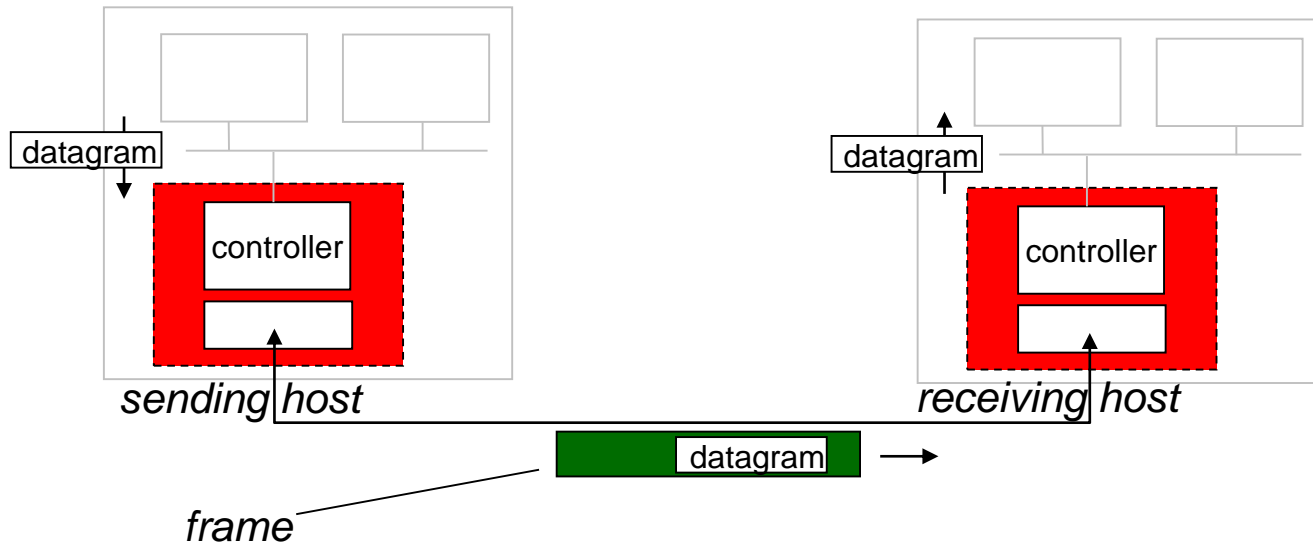 datagram
controller
sending host
datagram
controller
receiving host
datagram
frame